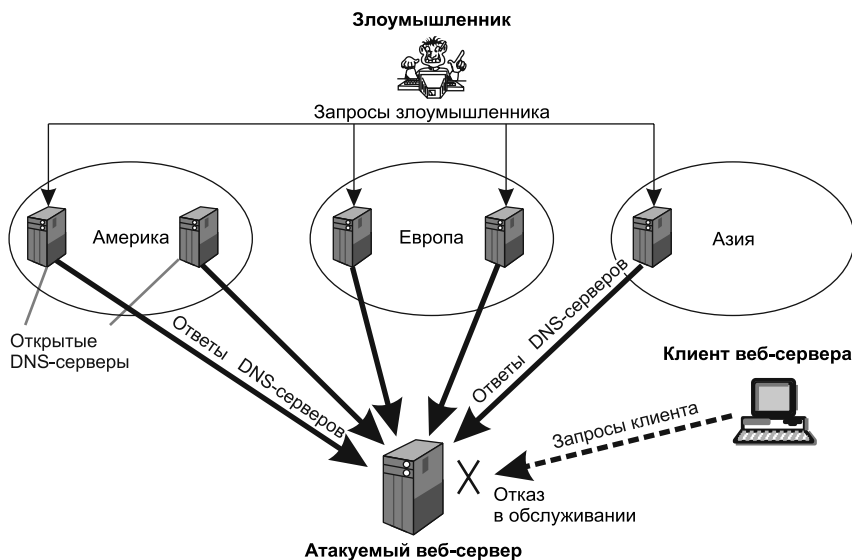 Злоумышленник
Запросы злоумышленника
Америка
Европа
Азия
Открытые
DNS-серверы
Ответы DNS-серверов
Ответы DNS-серверов
Клиент веб-сервера
Запросы клиента
Отказ
в обслуживании
Атакуемый веб-сервер